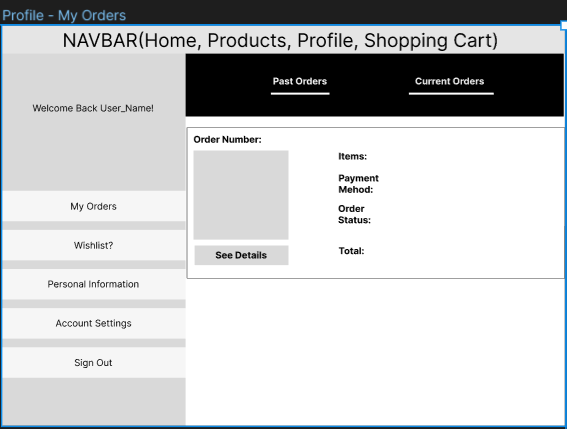 Profile - My Orders
NAVBAR(Home, Products, Profile, Shopping Cart)
Welcome Back User_Name!
My Orders
Wishlist?
Personal Information
Account Settings
Sign Out
Past Orders
Current Orders
Order Number:
See Details
Items:
Payment
Mehod:
Order
Status:
Total: